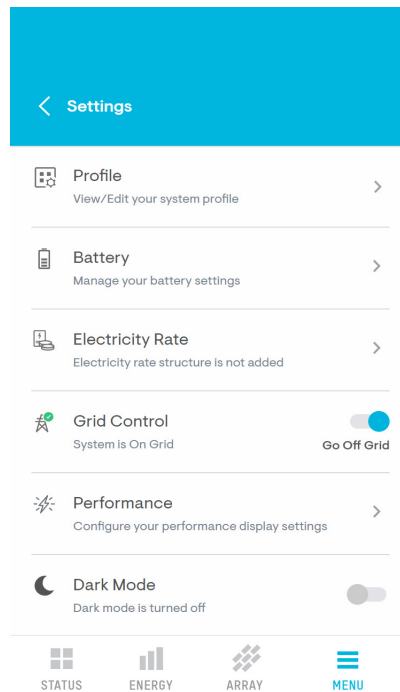 Settings
Profile
View/Edit your system profile
Battery
Manage your battery settings
Electricity Rate
Electricity rate structure is not added
Grid Control
System is On Grid
Go Off Grid
Performance
Configure your performance display settings
Dark Mode
Dark mode is turned off
STATUS
ENERGY
ARRAY
MENU